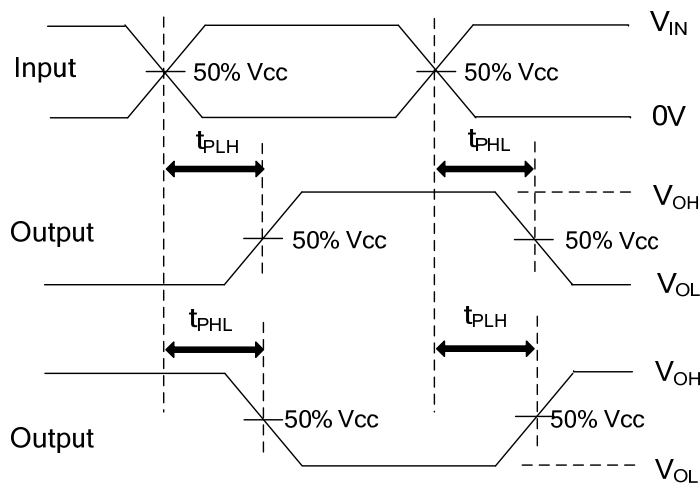 V_IN
Input
50% Vcc
50% Vcc
0V
t_PLH
t_PHL
V_OH
Output
50% Vcc
50% Vcc
V_OL
t_PHL
t_PLH
V_OH
50% Vcc
50% Vcc
Output
V_OL